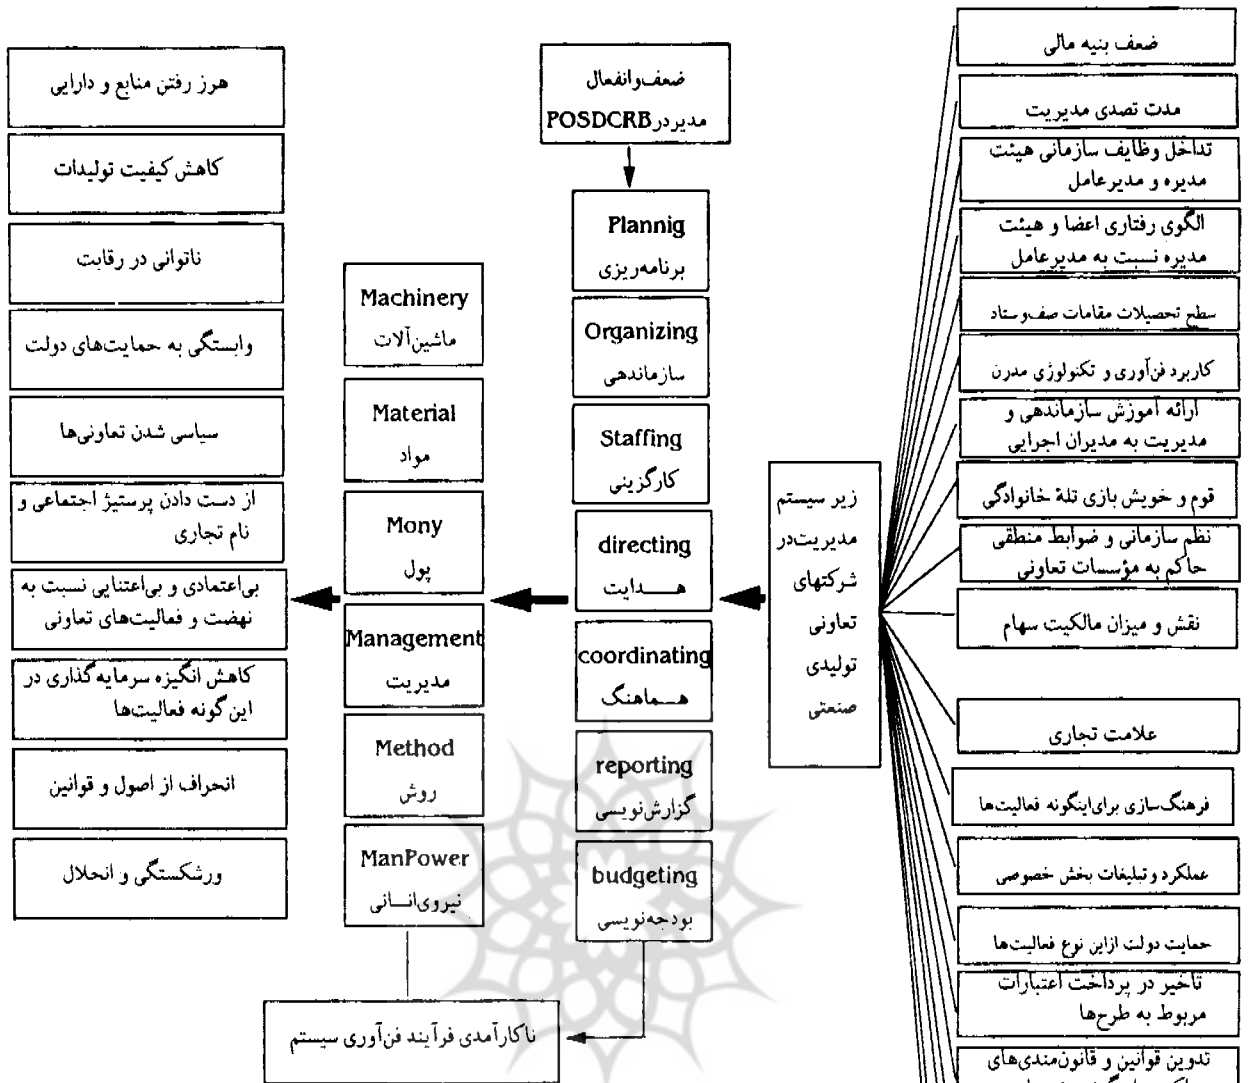 ضعف بنیه مالی
مدت تصدی مدیریت
تداخل وظایف سازمانی هیئت
مدیره و مدیرعامل
الگوی رفتاری اعضا و هیئت
مدیره نسبت به مدیرعامل
سطح تحصیلات مقامات صف و ستاد
کاربرد فن‌آوری و تکنولوژی مدرن
ارائه آموزش سازماندهی و
مدیریت به مدیران اجرایی
قوم و خویش بازی تلهٔ خانوادگی
نظم سازمانی و ضوابط منطقی
حاکم به مؤسسات تعاونی
نقش و میزان مالکیت سهام
علامت تجاری
فرهنگ‌سازی برای‌اینگونه فعالیت‌ها
عملکرد و تبلیغات بخش خصوصی
حمایت دولت ازاین نوع فعالیت‌ها
تاخیر در پرداخت اعتبارات
مربوط به طرح‌ها
تدوین قوانین و قانون‌مندی‌های
زیر سیستم
مدیریت‌در
شرکتهای
تعاونی
تولیدی
صنعتی
ضعف‌وانفعال
مدیردر POSDCRB
Plannig
برنامه‌ریزی
Organizing
سازماندهی
Staffing
کارگزینی
directing
هـــدایت
coordinating
هـــماهنگ
reporting
گزارش‌نویسی
budgeting
بودجه‌نویسی
Machinery
ماشین‌آلات
Material
مواد
Mony
پول
Management
مدیریت
Method
روش
ManPower
نیروی‌انـــانی
ناکارآمدی فرآیند فن‌آوری سیستم
هرز رفتن منابع و دارایی
کاهش کیفیت تولیدات
ناتوانی در رقابت
وابستگی به حمایت‌های دولت
سیاسی شدن تعاونی‌ها
از دست دادن پرستیژ اجتماعی و
نام تجاری
بی‌اعتمادی و بی‌اعتنایی نسبت به
نهضت و فعالیت‌های تعاونی
کاهش انگیزه سرمایه‌گذاری در
این‌گونه فعالیت‌ها
انحراف از اصول و قوانین
ورشکستگی و انحلال